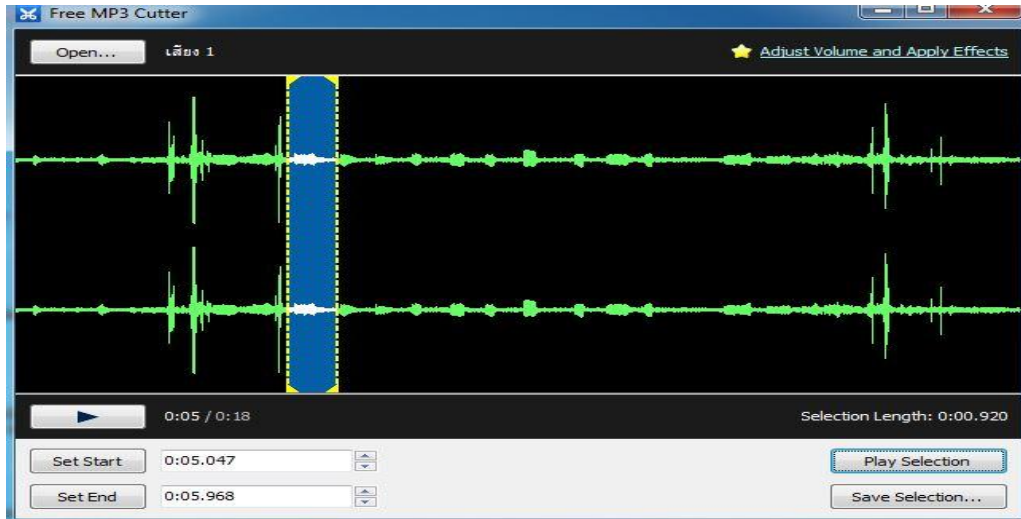 Free MP3 Cutter
Open... เสียง 1 Adjust Volume and Apply Effects
0:05 / 0:18 Selection Length: 0:00.920
Set Start 0:05.047 Play Selection
Set End 0:05.968 Save Selection...